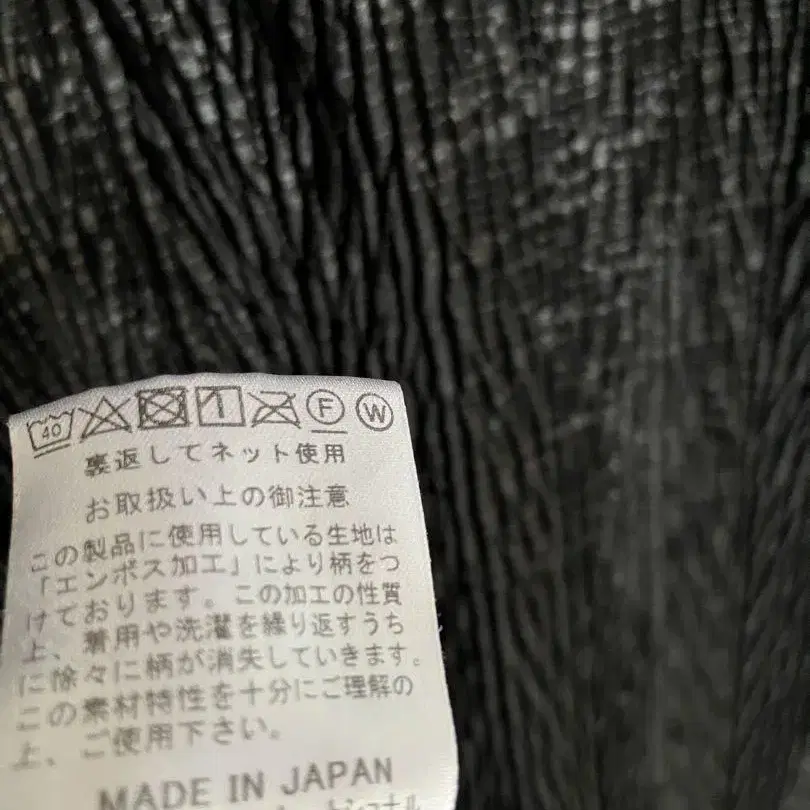 40 F W
裏返してネット使用
お取扱い上の御注意
この製品に使用している生地は
「エンボス加工」により柄をつ
けております。この加工の性質
上、着用や洗濯を繰り返すうち
に除々に柄が消失していきます。
この素材特性を十分にご理解の
上、ご使用下さい。
MADE IN JAPAN